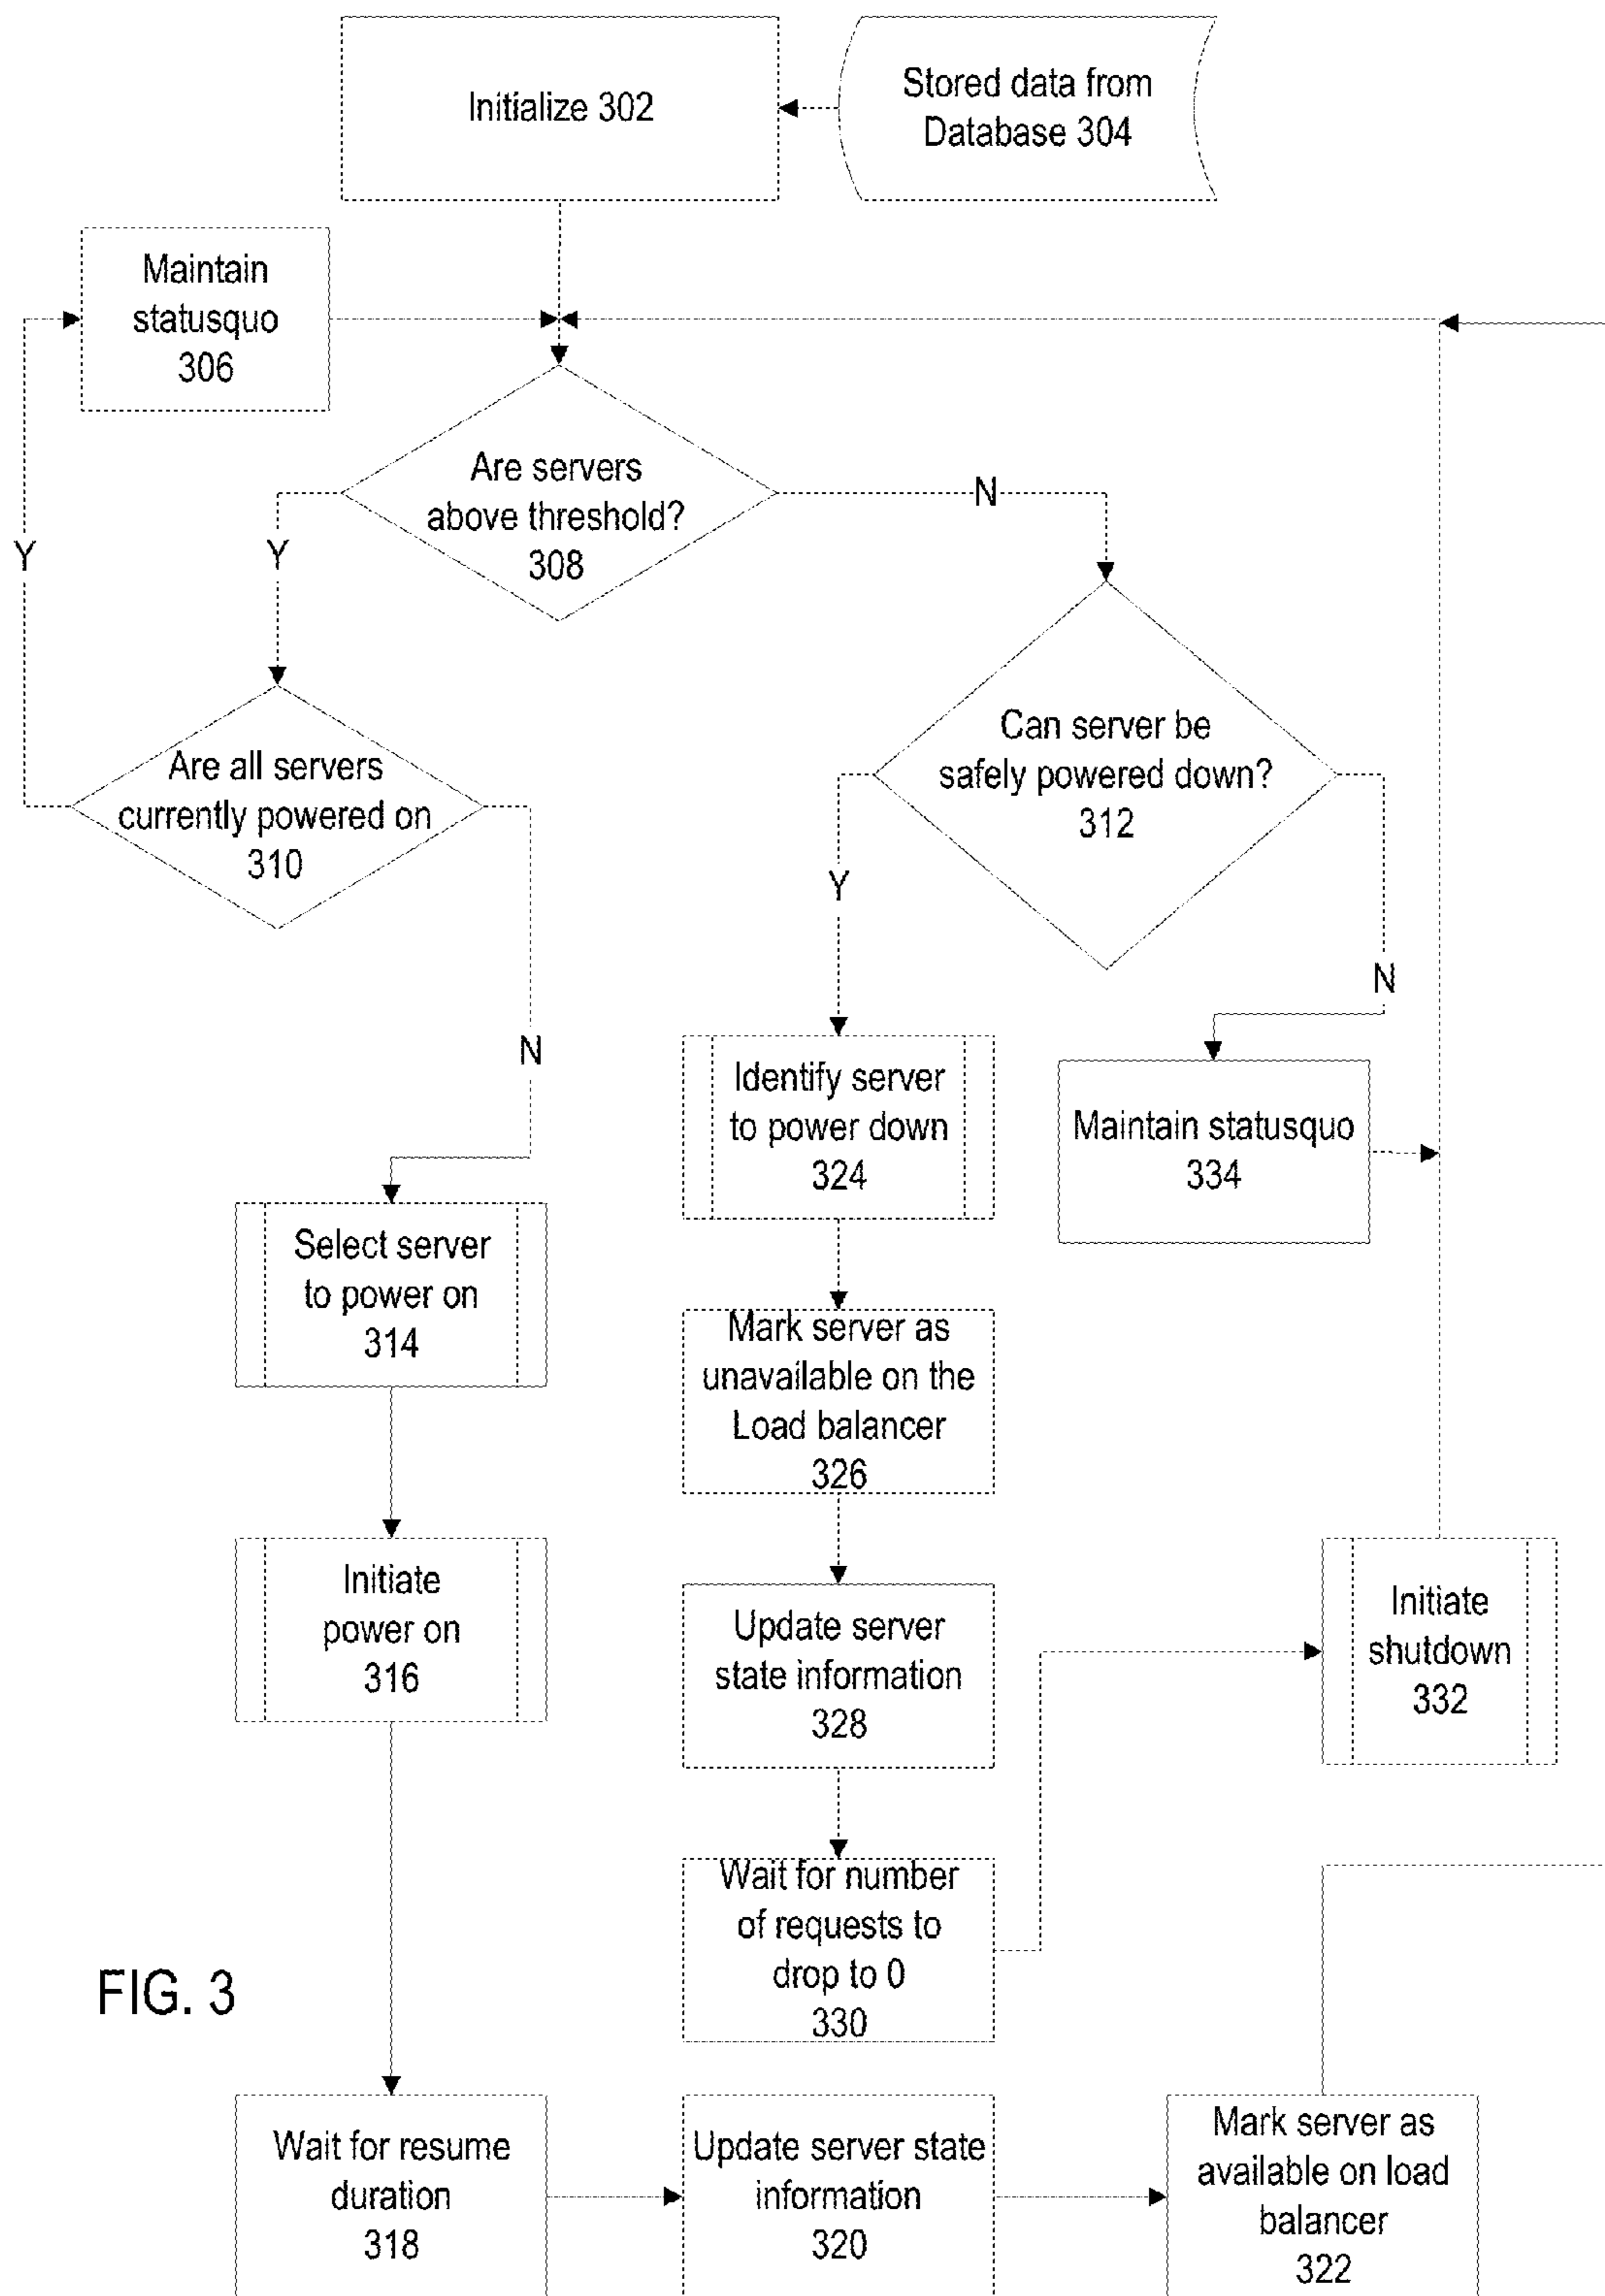 Initialize 302
Stored data from
Database 304
Maintain
statusquo
306
Are servers
above threshold?
308
N
Y
Y
Are all servers
currently powered on
310
Can server be
safely powered down?
312
Y
N
N
Identify server
to power down
324
Maintain statusquo
334
Select server
to power on
314
Mark server as
unavailable on the
Load balancer
326
Initiate
power on
316
Update server
state information
328
Initiate
shutdown
332
Wait for number
of requests to
drop to 0
330
FIG. 3
Wait for resume
duration
318
Update server state
information
320
Mark server as
available on load
balancer
322